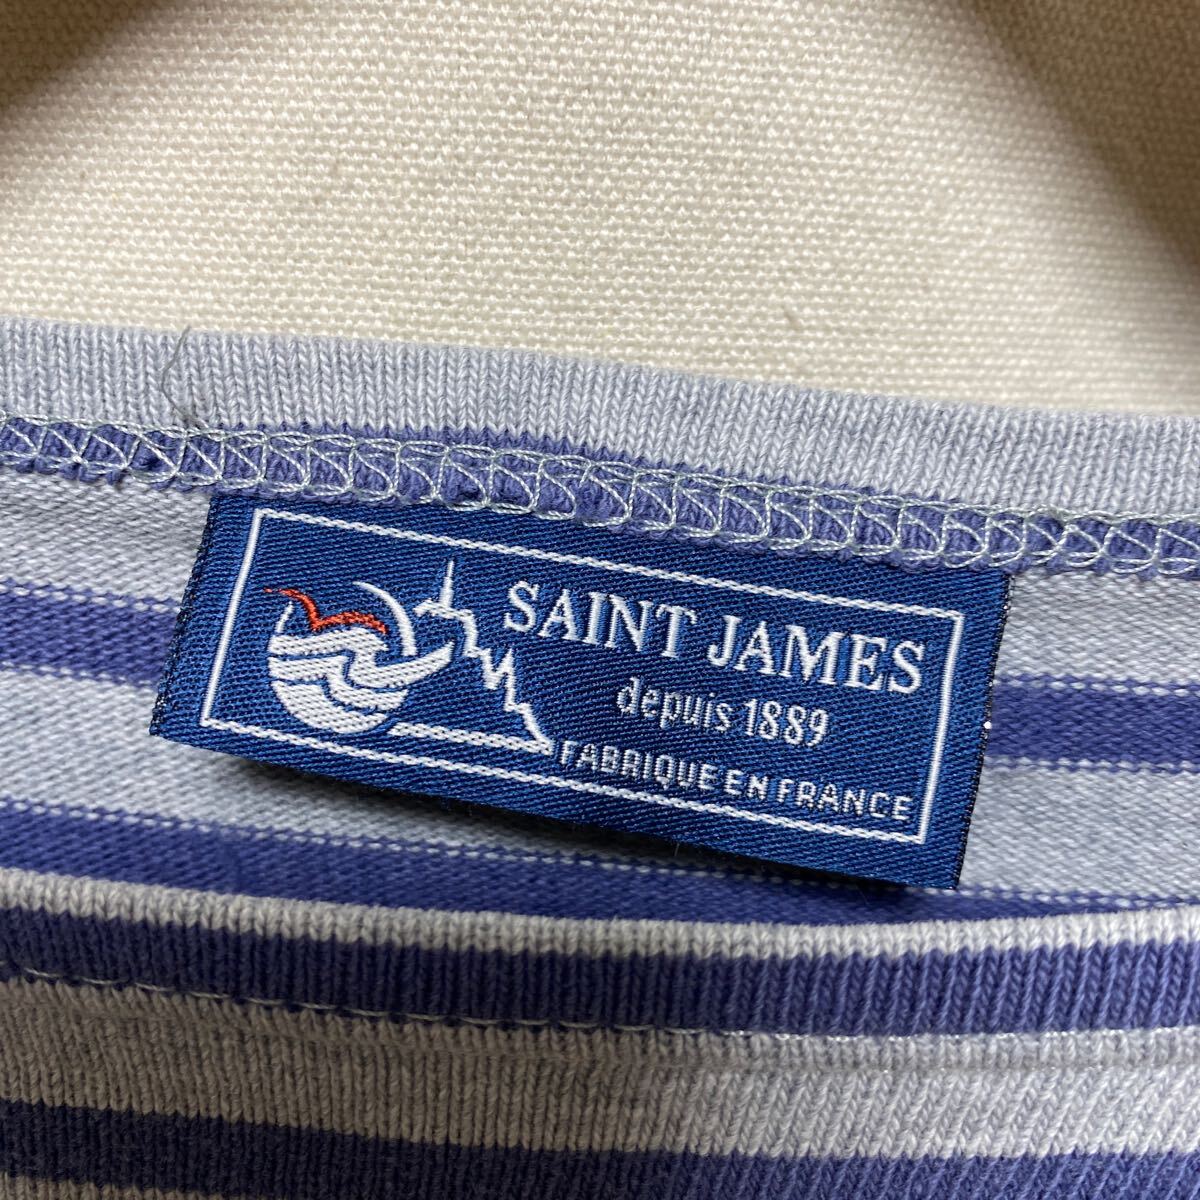 SAINT JAMES
depuis 1889
FABRIQUE EN FRANCE